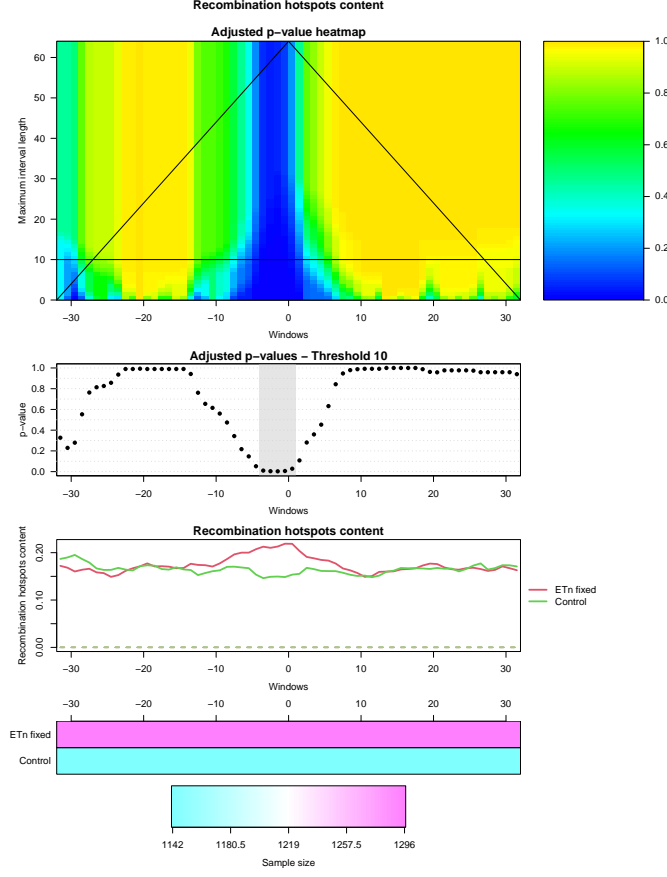 Recombination hotspots content
Adjusted p−value heatmap
Maximum interval length
60
50
40
30
20
10
0
−30 −20 −10 0 10 20 30
Windows
1.0
0.8
0.6
0.4
0.2
0.0
Adjusted p−values − Threshold 10
p−value
1.0
0.8
0.6
0.4
0.2
0.0
−30 −20 −10 0 10 20 30
Windows
Recombination hotspots content
Recombination hotspots content
0.20
0.10
0.00
ETn fixed
Control
−30 −20 −10 0 10 20 30
Windows
−30 −20 −10 0 10 20 30
ETn fixed
Control
1142 1180.5 1219 1257.5 1296
Sample size